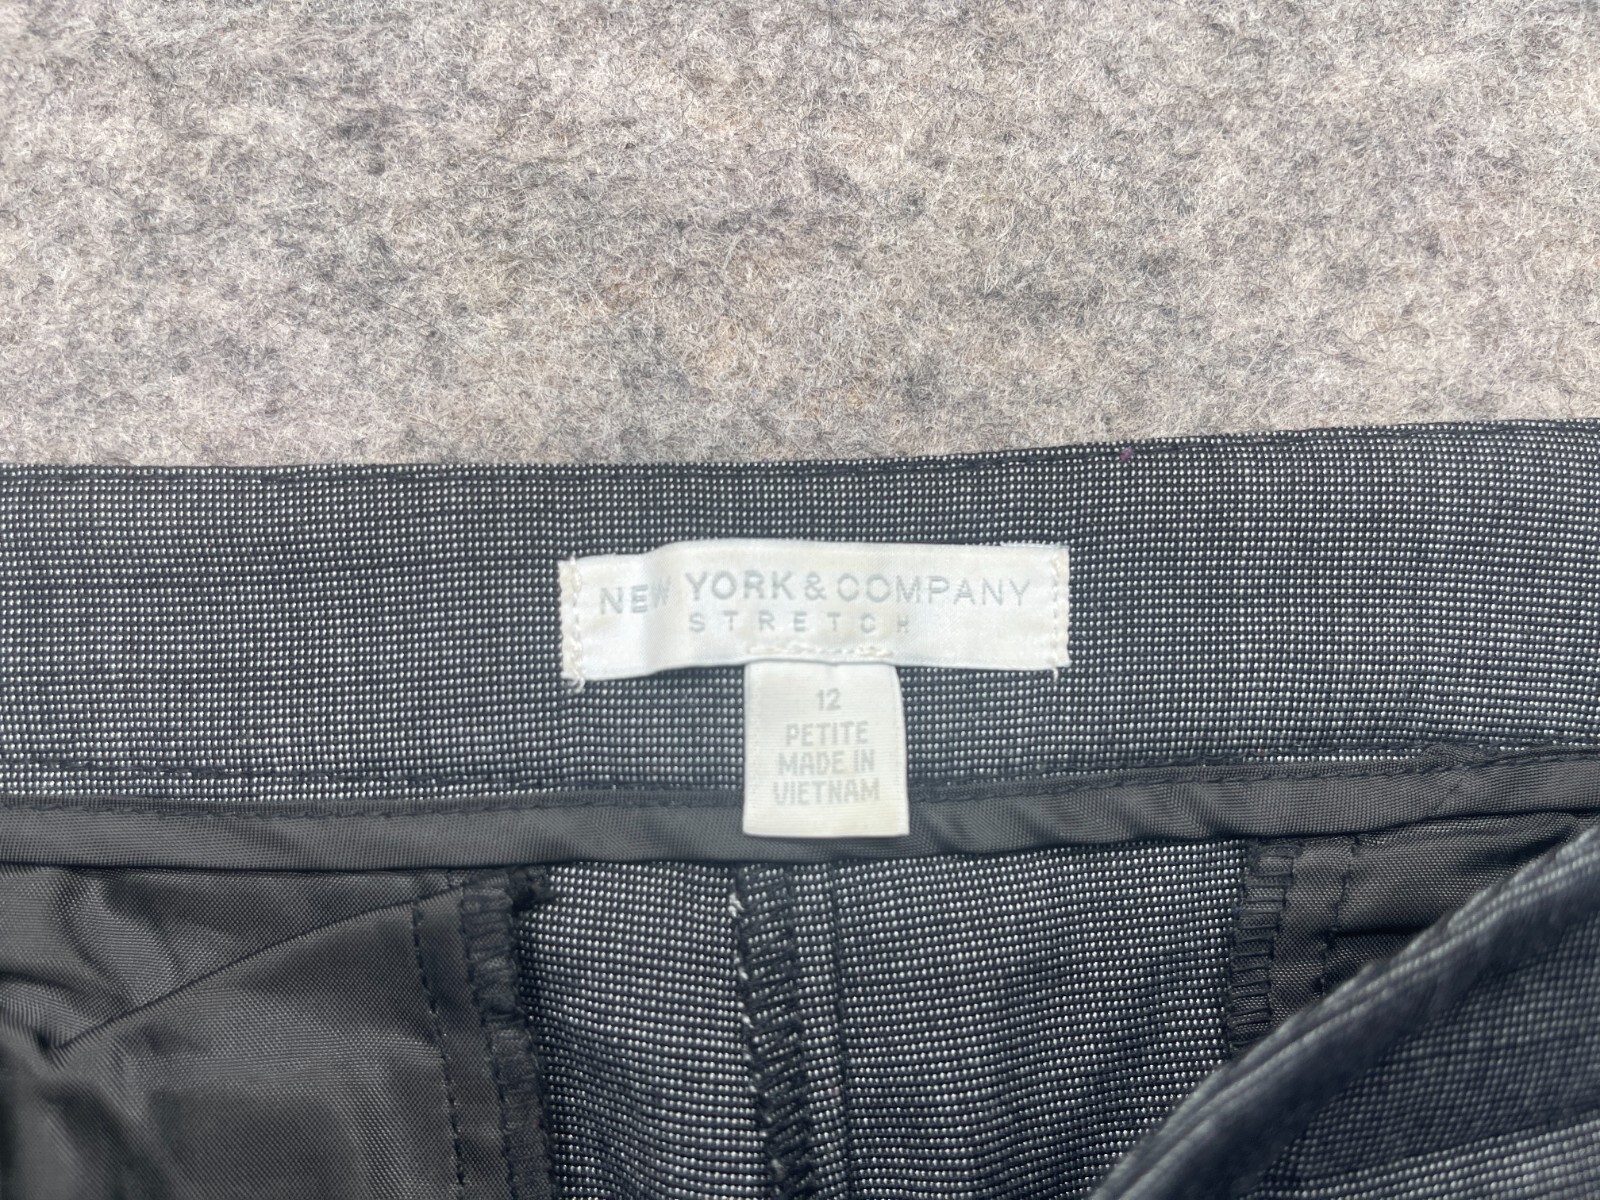 NEW YORK & COMPANY
STRETCH
12
PETITE
MADE IN
VIETNAM